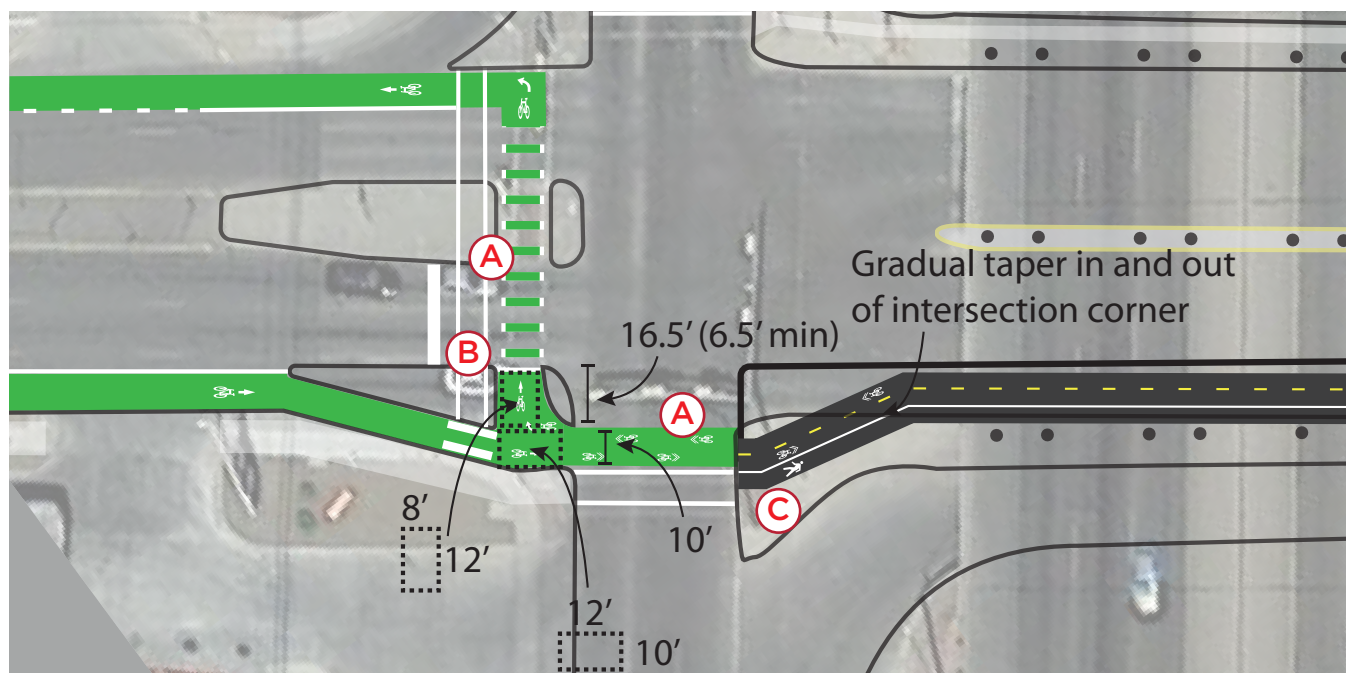 A
Gradual taper in and out
of intersection corner
16.5’ (6.5’ min)
B
A
8’
12’
10’
C
12’
10’